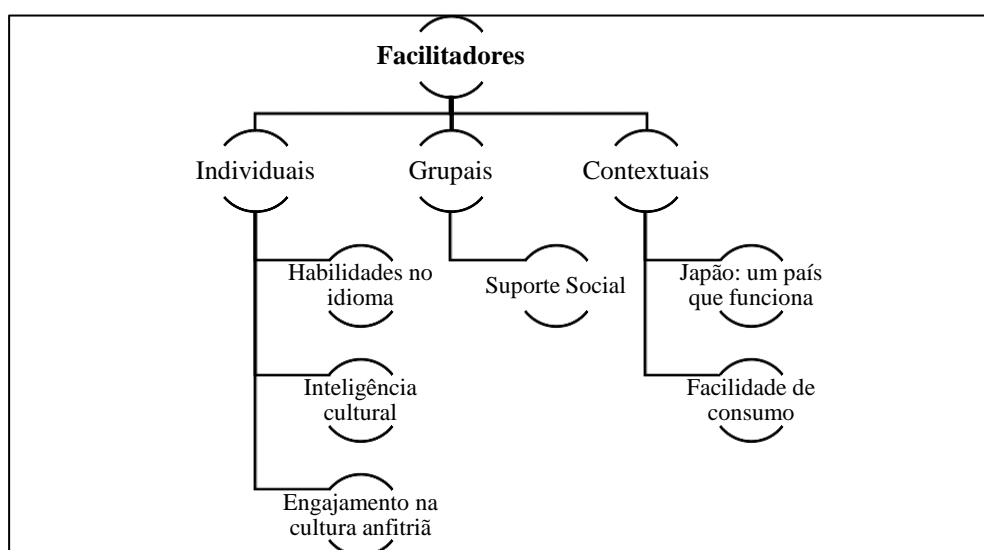 Facilitadores
Individuais
Grupais
Contextuais
Habilidades no
idioma
Suporte Social
Japão: um país
que funciona
Inteligência
cultural
Facilidade de
consumo
Engajamento na
cultura anfitriã